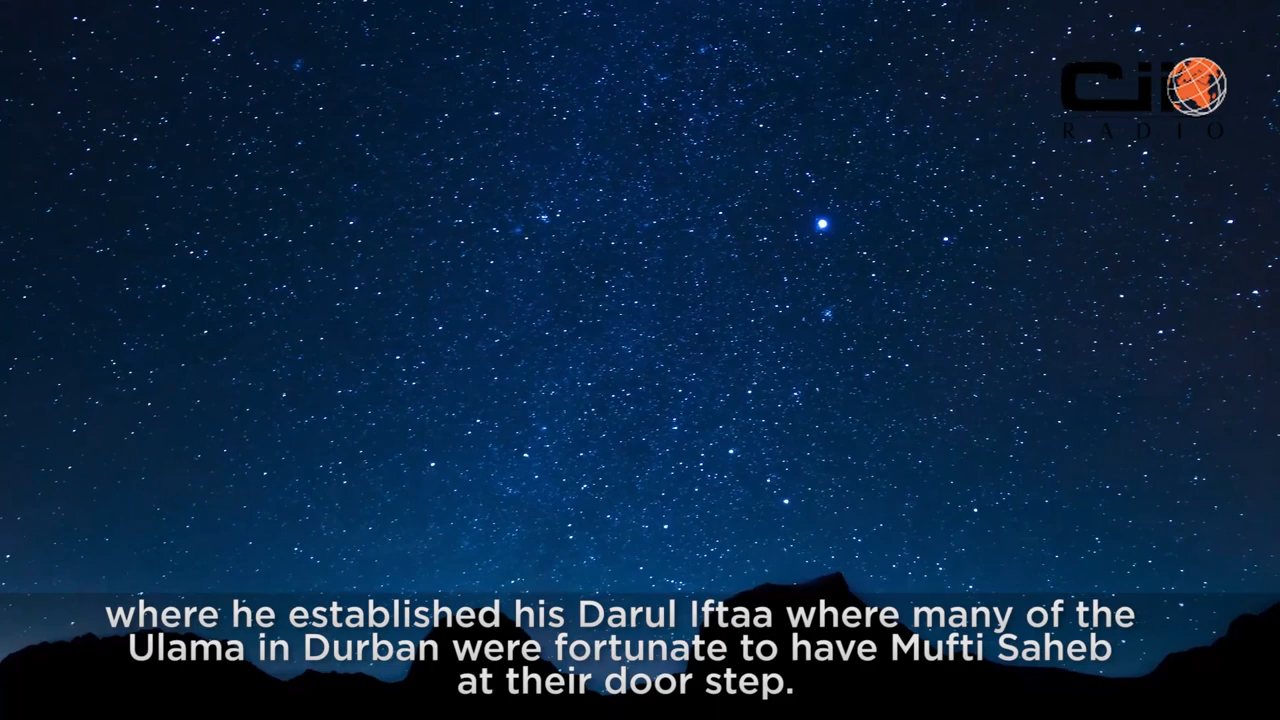 Cii
RADIO
where he established his Darul Iftaa where many of the
Ulama in Durban were fortunate to have Mufti Saheb
at their door step.